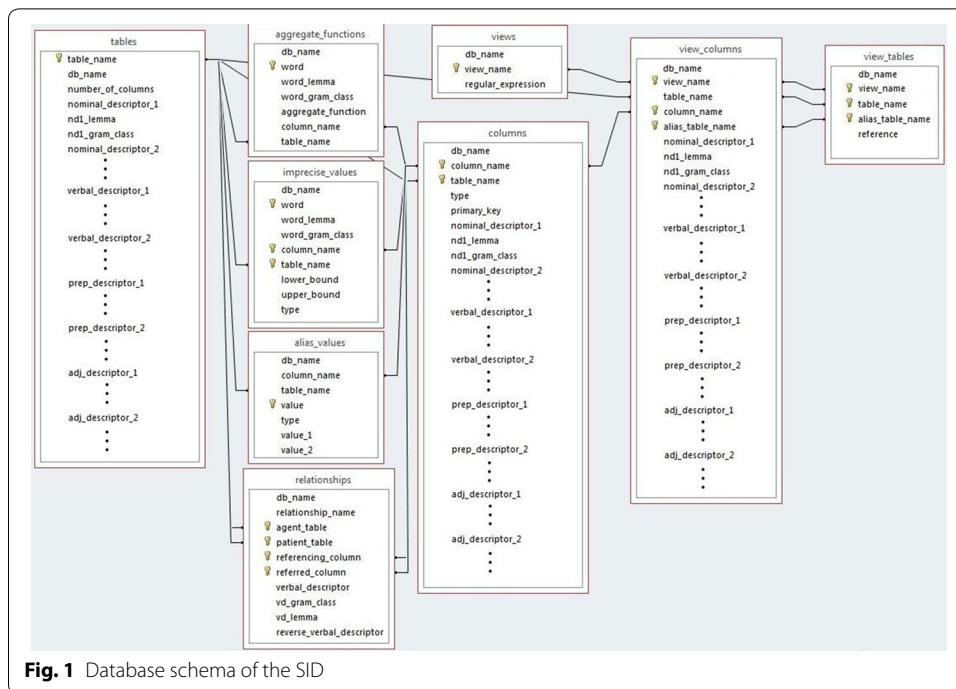 tables
table_name
db_name
number_of_columns
nominal_descriptor_1
nd1_lemma
nd1_gram_class
nominal_descriptor_2
verbal_descriptor_1
verbal_descriptor_2
prep_descriptor_1
prep_descriptor_2
adj_descriptor_1
adj_descriptor_2
aggregate_functions
db_name
word
word_lemma
word_gram_class
aggregate_function
column_name
table_name
imprecise_values
db_name
word
word_lemma
word_gram_class
column_name
table_name
lower_bound
upper_bound
type
alias_values
db_name
column_name
table_name
value
type
value_1
value_2
relationships
db_name
relationship_name
agent_table
patient_table
referencing_column
referred_column
verbal_descriptor
vd_gram_class
vd_lemma
reverse_verbal_descriptor
views
db_name
view_name
regular_expression
columns
db_name
column_name
table_name
type
primary_key
nominal_descriptor_1
nd1_lemma
nd1_gram_class
nominal_descriptor_2
verbal_descriptor_1
verbal_descriptor_2
prep_descriptor_1
prep_descriptor_2
adj_descriptor_1
adj_descriptor_2
view_columns
db_name
view_name
table_name
column_name
alias_table_name
nominal_descriptor_1
nd1_lemma
nd1_gram_class
nominal_descriptor_2
verbal_descriptor_1
verbal_descriptor_2
prep_descriptor_1
prep_descriptor_2
adj_descriptor_1
adj_descriptor_2
view_tables
db_name
view_name
table_name
alias_table_name
reference
Fig. 1 Database schema of the SID